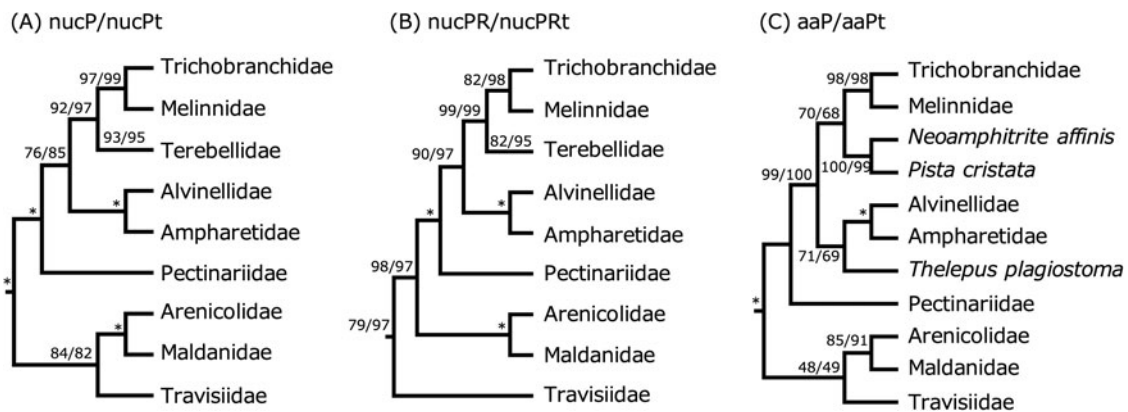 (A) nucP/nucPt
97/99
Trichobranchidae
92/97
Melinnidae
93/95
76/85
Terebellidae
Alvinellidae
*
*
Ampharetidae
Pectinariidae
*
Arenicolidae
*
84/82
Maldanidae
Travisiidae
(B) nucPR/nucPRt
82/98
Trichobranchidae
99/99
Melinnidae
82/95
90/97
Terebellidae
Alvinellidae
*
*
Ampharetidae
98/97
Pectinariidae
Arenicolidae
*
79/97
Maldanidae
Travisiidae
(C) aaP/aaPt
98/98
Trichobranchidae
70/68
Melinnidae
Neoamphitrite affinis
100/99
99/100
Pista cristata
Alvinellidae
*
Ampharetidae
71/69
Thelepus plagiostoma
*
Pectinariidae
85/91
Arenicolidae
48/49
Maldanidae
Travisiidae